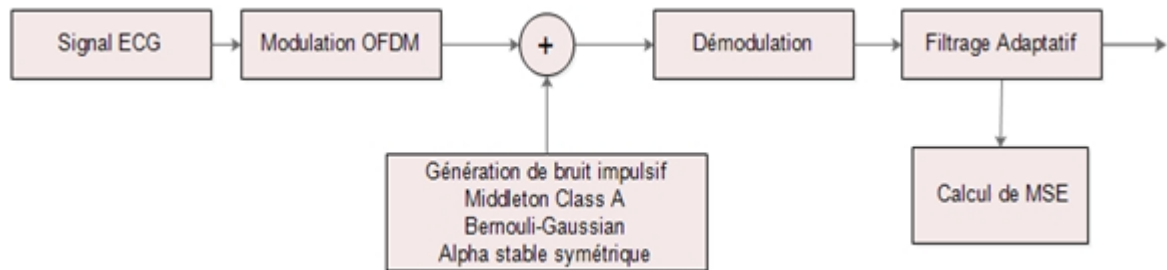 Signal ECG
Modulation OFDM
+
Démodulation
Filtrage Adaptatif
Génération de bruit impulsif
Middleton Class A
Bernouli-Gaussian
Alpha stable symétrique
Calcul de MSE